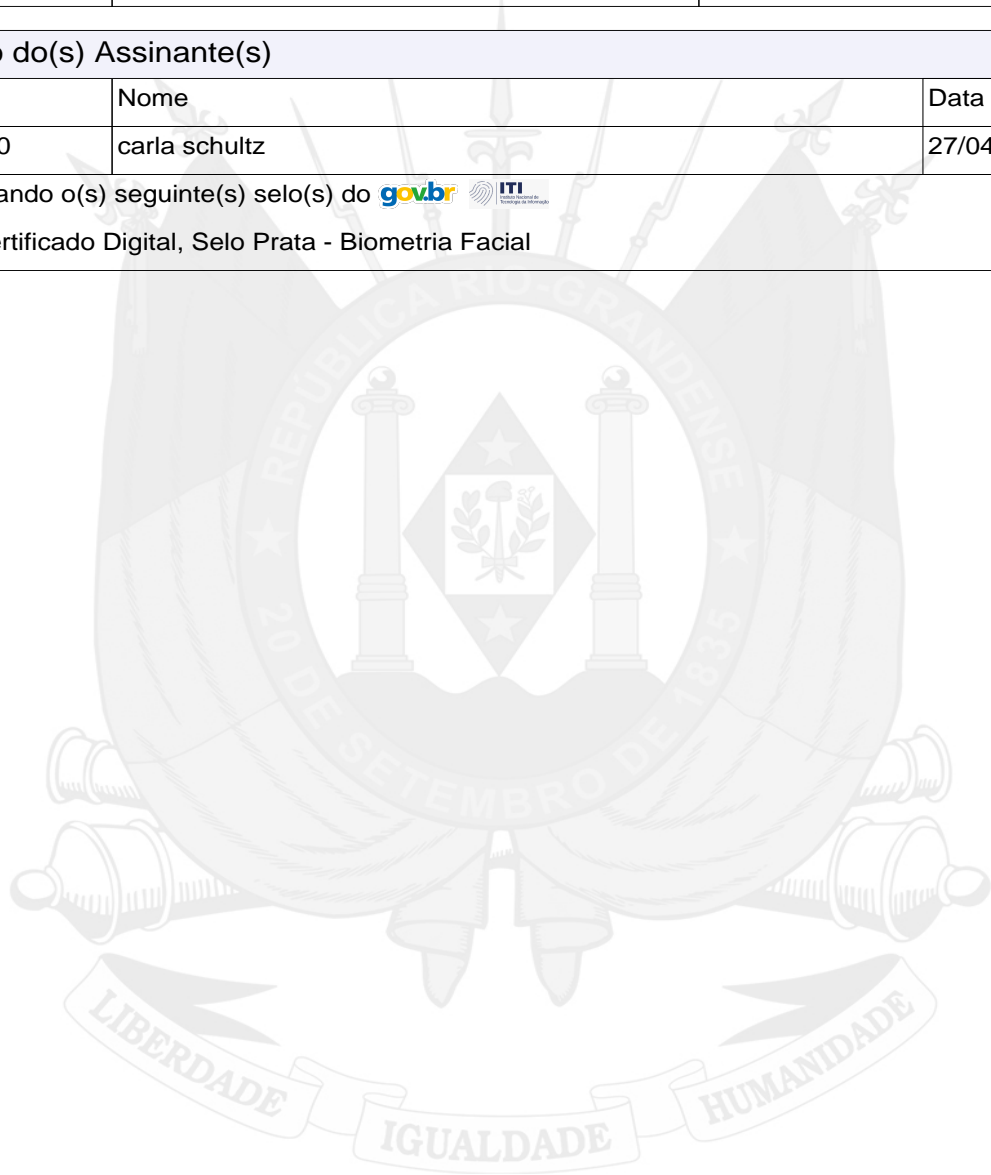 o do(s) Assinante(s)
Nome Data
0 carla schultz 27/04
ando o(s) seguinte(s) selo(s) do gov.br ITI
ertificado Digital, Selo Prata - Biometria Facial
REPÚBLICA RIO-GRANDENSE
20 DE SETEMBRO DE 1835
LIBERDADE
IGUALDADE
HUMANIDADE